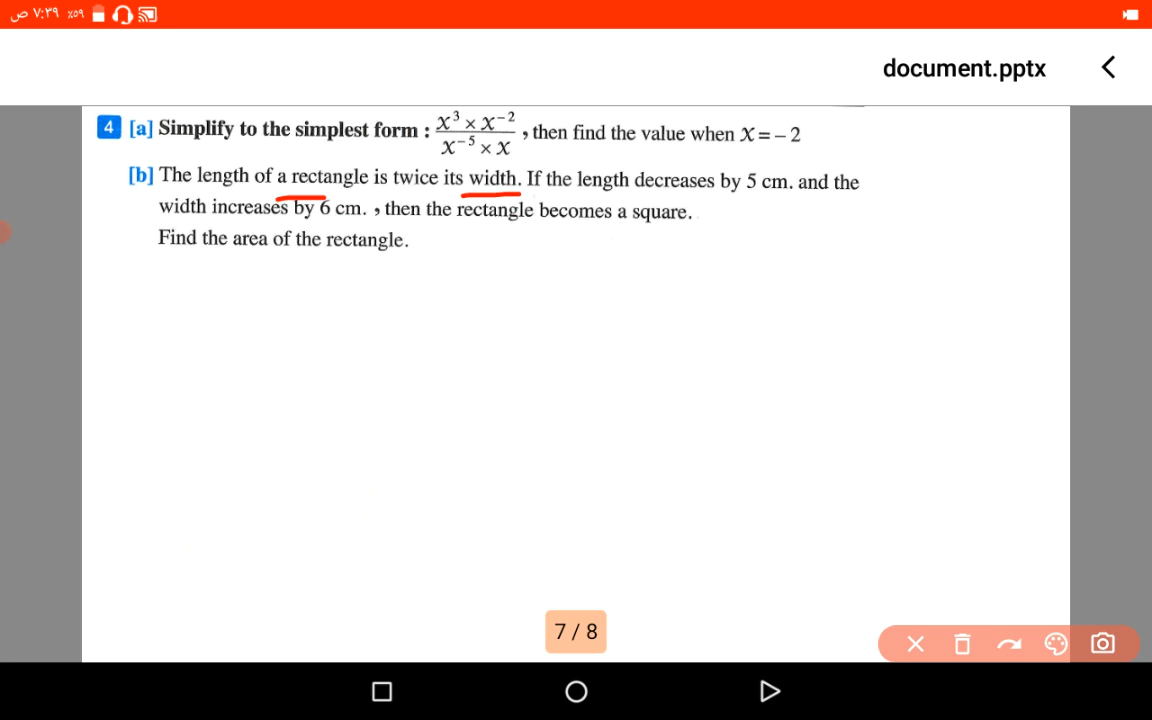 ص ٧:٣٩ ٪٥٩
document.pptx
4 [a] Simplify to the simplest form : \frac{X^3 × X^{-2}}{X^{-5} × X} , then find the value when X = – 2
[b] The length of a rectangle is twice its width. If the length decreases by 5 cm. and the
width increases by 6 cm. , then the rectangle becomes a square.
Find the area of the rectangle.
7 / 8